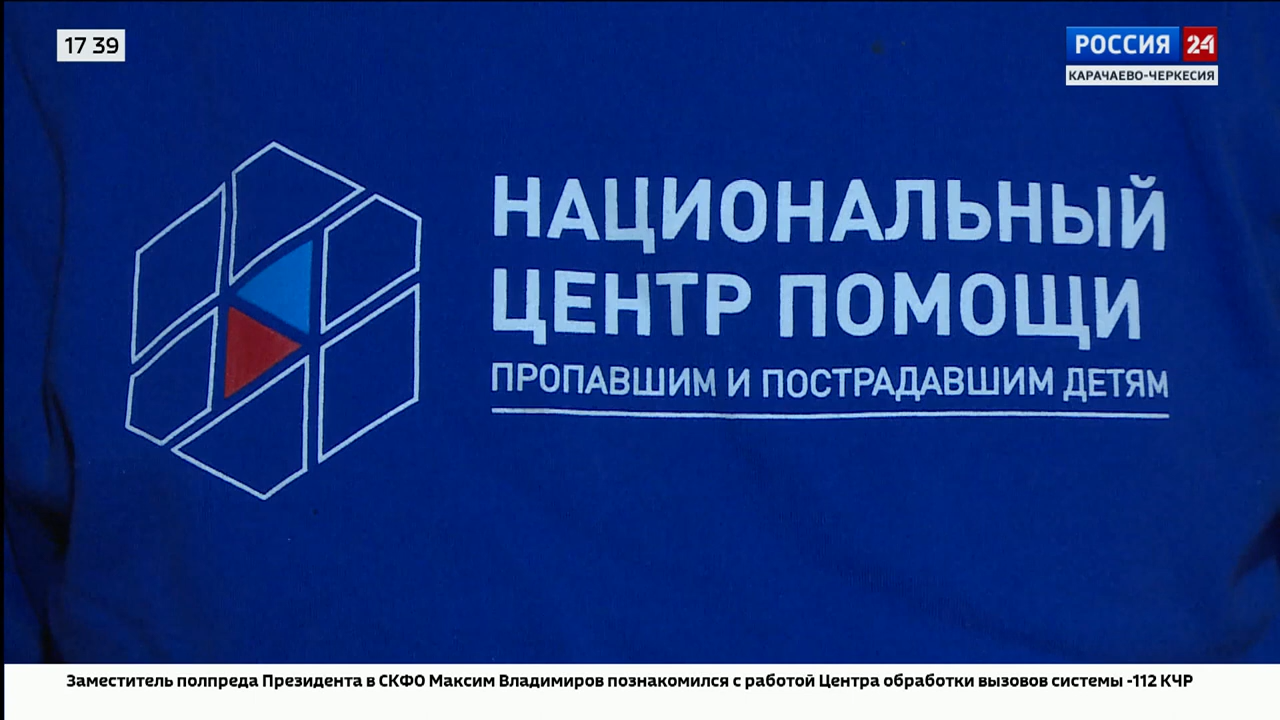 17 39
РОССИЯ 24
КАРАЧАЕВО-ЧЕРКЕСИЯ
НАЦИОНАЛЬНЫЙ
ЦЕНТР ПОМОЩИ
ПРОПАВШИМ И ПОСТРАДАВШИМ ДЕТЯМ
Заместитель полпреда Президента в СКФО Максим Владимиров познакомился с работой Центра обработки вызовов системы -112 КЧР